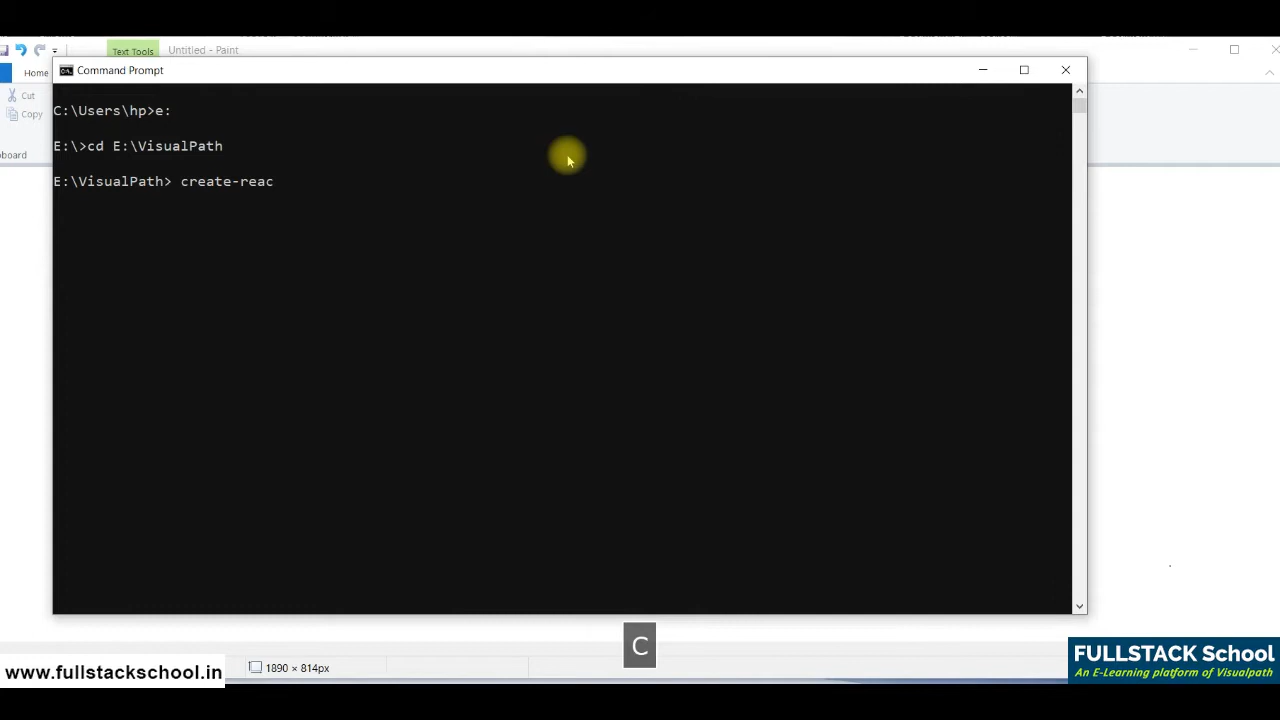 Text Tools
Untitled - Paint
Command Prompt
Home
Cut
Copy
C:\Users\hp>e:
E:\>cd E:\VisualPath
E:\VisualPath> create-reac
C
1890 × 814px
www.fullstackschool.in
FULLSTACK School
An E-Learning platform of Visualpath